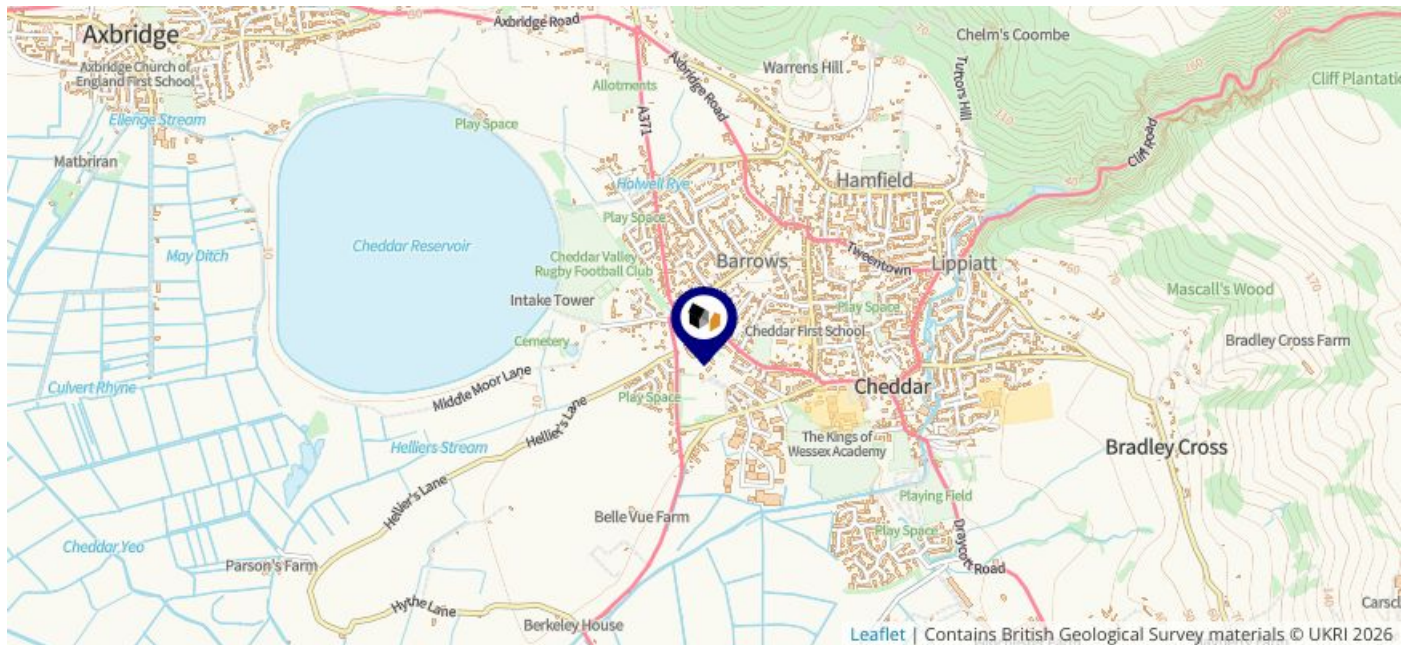 Axbridge
Axbridge Church of
England First School
Ellenge Stream
Matbriran
May Ditch
Culvert Rhyne
Cheddar Yeo
Parson's Farm
Hythe Lane
Hellier's Lane
Hellier's Lane
Helliers Stream
Middle Moor Lane
Cheddar Reservoir
Play Space
Axbridge Road
Allotments
A371
Axbridge Road
Halwell Rye
Play Space
Cheddar Valley
Rugby Football Club
Intake Tower
Cemetery
Play Space
Barrows
Cheddar First School
Warrens Hill
Chelm's Coombe
Tutors Hill
Cliff Plantatio
Cliff Road
Hamfield
Tweentown
Lippiatt
Play Space
Mascall's Wood
Bradley Cross Farm
Cheddar
The Kings of
Wessex Academy
Bradley Cross
Playing Field
Play Space
Draycott Road
Belle Vue Farm
Berkeley House
Carscl
Leaflet | Contains British Geological Survey materials © UKRI 2026